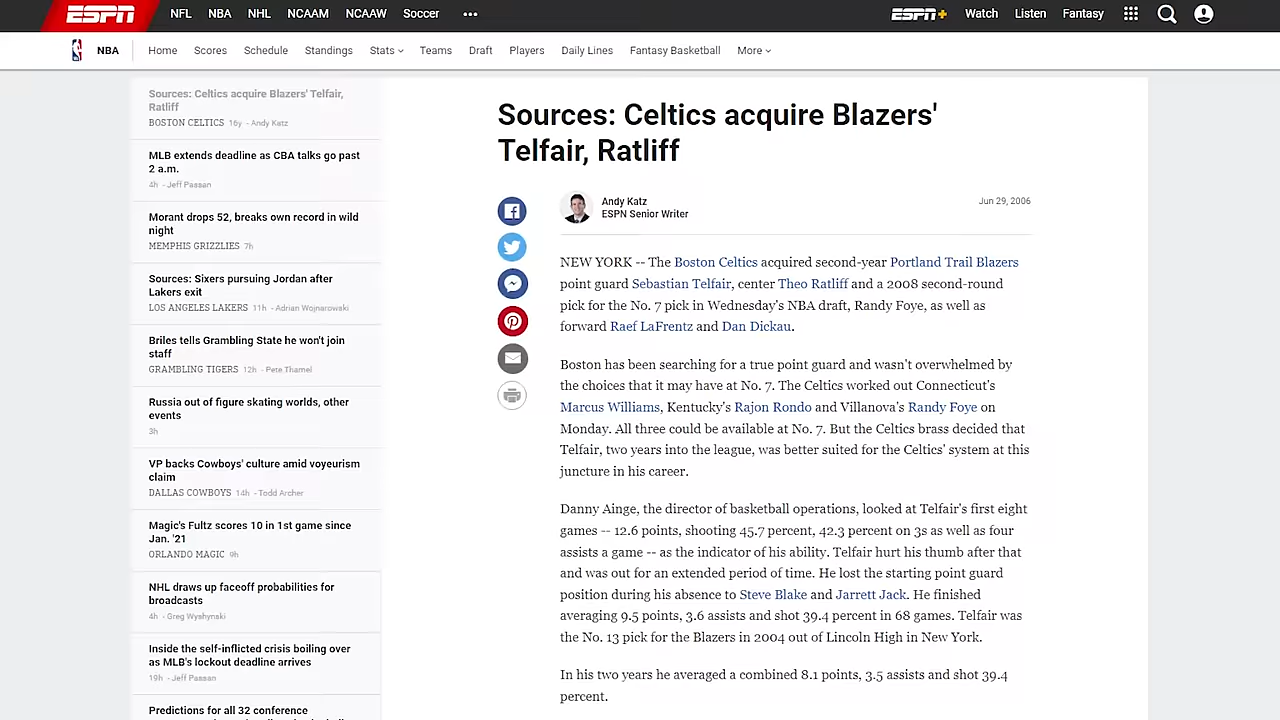 ESPN
NFL
NBA
NHL
NCAAM
NCAAW
Soccer
•••
ESPN+
Watch
Listen
Fantasy
NBA
Home
Scores
Schedule
Standings
Stats
Teams
Draft
Players
Daily Lines
Fantasy Basketball
More
Sources: Celtics acquire Blazers' Telfair,
Ratliff
BOSTON CELTICS 16y - Andy Katz
MLB extends deadline as CBA talks go past
2 a.m.
4h - Jeff Passan
Morant drops 52, breaks own record in wild
night
MEMPHIS GRIZZLIES 7h
Sources: Sixers pursuing Jordan after
Lakers exit
LOS ANGELES LAKERS 11h - Adrian Wojnarowski
Briles tells Grambling State he won't join
staff
GRAMBLING TIGERS 12h - Pete Thamel
Russia out of figure skating worlds, other
events
3h
VP backs Cowboys' culture amid voyeurism
claim
DALLAS COWBOYS 14h - Todd Archer
Magic's Fultz scores 10 in 1st game since
Jan. '21
ORLANDO MAGIC 9h
NHL draws up faceoff probabilities for
broadcasts
4h - Greg Wyshynski
Inside the self-inflicted crisis boiling over
as MLB's lockout deadline arrives
19h - Jeff Passan
Predictions for all 32 conference
Sources: Celtics acquire Blazers'
Telfair, Ratliff
Andy Katz
ESPN Senior Writer
Jun 29, 2006
NEW YORK -- The Boston Celtics acquired second-year Portland Trail Blazers
point guard Sebastian Telfair, center Theo Ratliff and a 2008 second-round
pick for the No. 7 pick in Wednesday's NBA draft, Randy Foye, as well as
forward Raef LaFrentz and Dan Dickau.
Boston has been searching for a true point guard and wasn't overwhelmed by
the choices that it may have at No. 7. The Celtics worked out Connecticut's
Marcus Williams, Kentucky's Rajon Rondo and Villanova's Randy Foye on
Monday. All three could be available at No. 7. But the Celtics brass decided that
Telfair, two years into the league, was better suited for the Celtics' system at this
juncture in his career.
Danny Ainge, the director of basketball operations, looked at Telfair's first eight
games -- 12.6 points, shooting 45.7 percent, 42.3 percent on 3s as well as four
assists a game -- as the indicator of his ability. Telfair hurt his thumb after that
and was out for an extended period of time. He lost the starting point guard
position during his absence to Steve Blake and Jarrett Jack. He finished
averaging 9.5 points, 3.6 assists and shot 39.4 percent in 68 games. Telfair was
the No. 13 pick for the Blazers in 2004 out of Lincoln High in New York.
In his two years he averaged a combined 8.1 points, 3.5 assists and shot 39.4
percent.